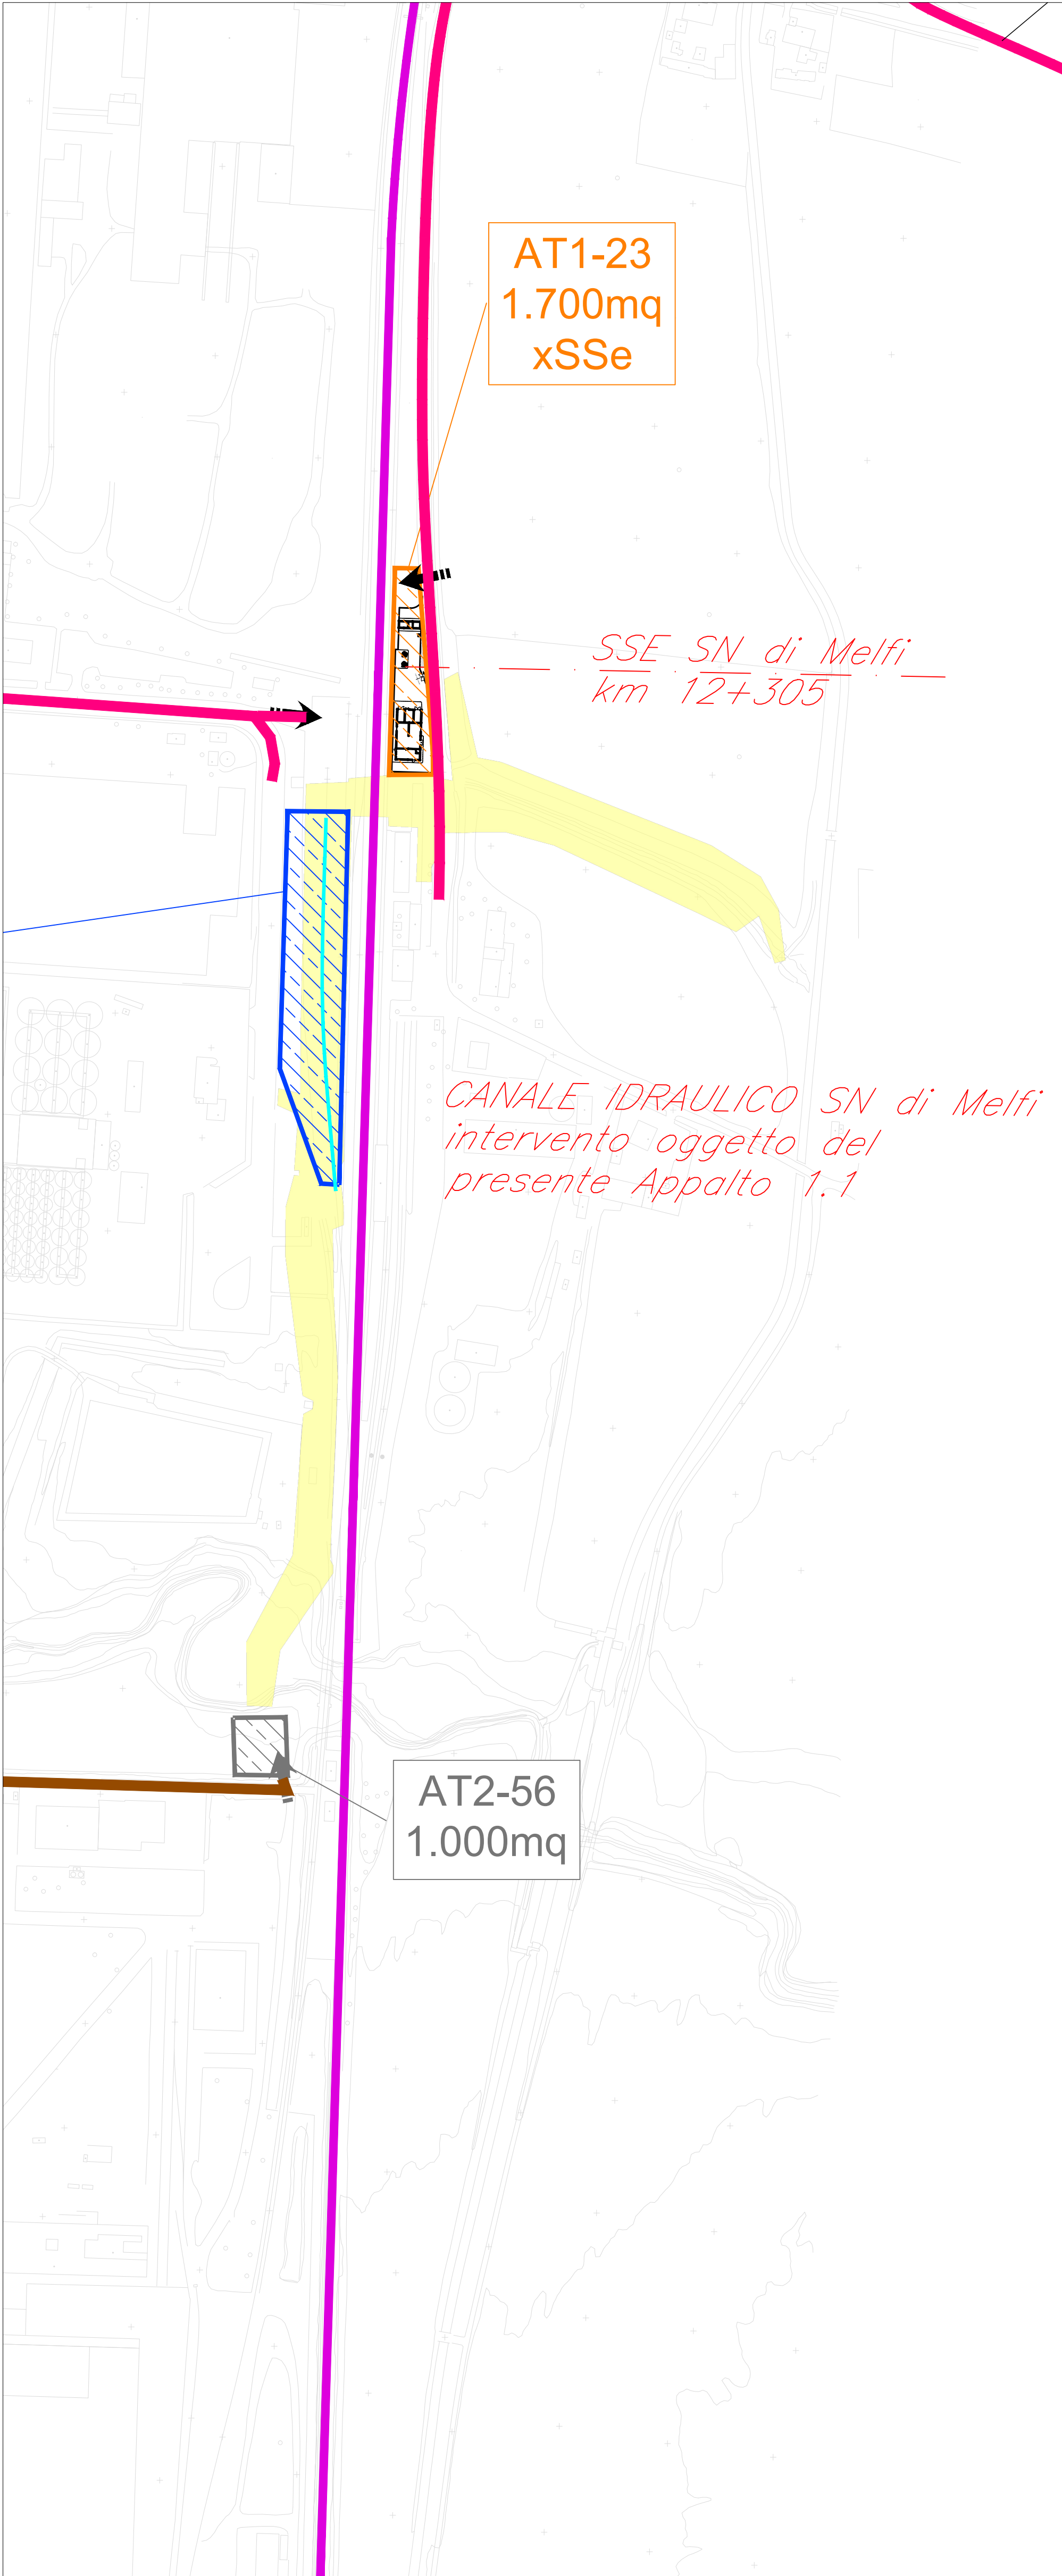 AT1-23
1.700mq
xSSe
SSE SN di Melfi
km 12+305
CANALE IDRAULICO SN di Melfi
intervento oggetto del
presente Appalto 1.1
AT2-56
1.000mq